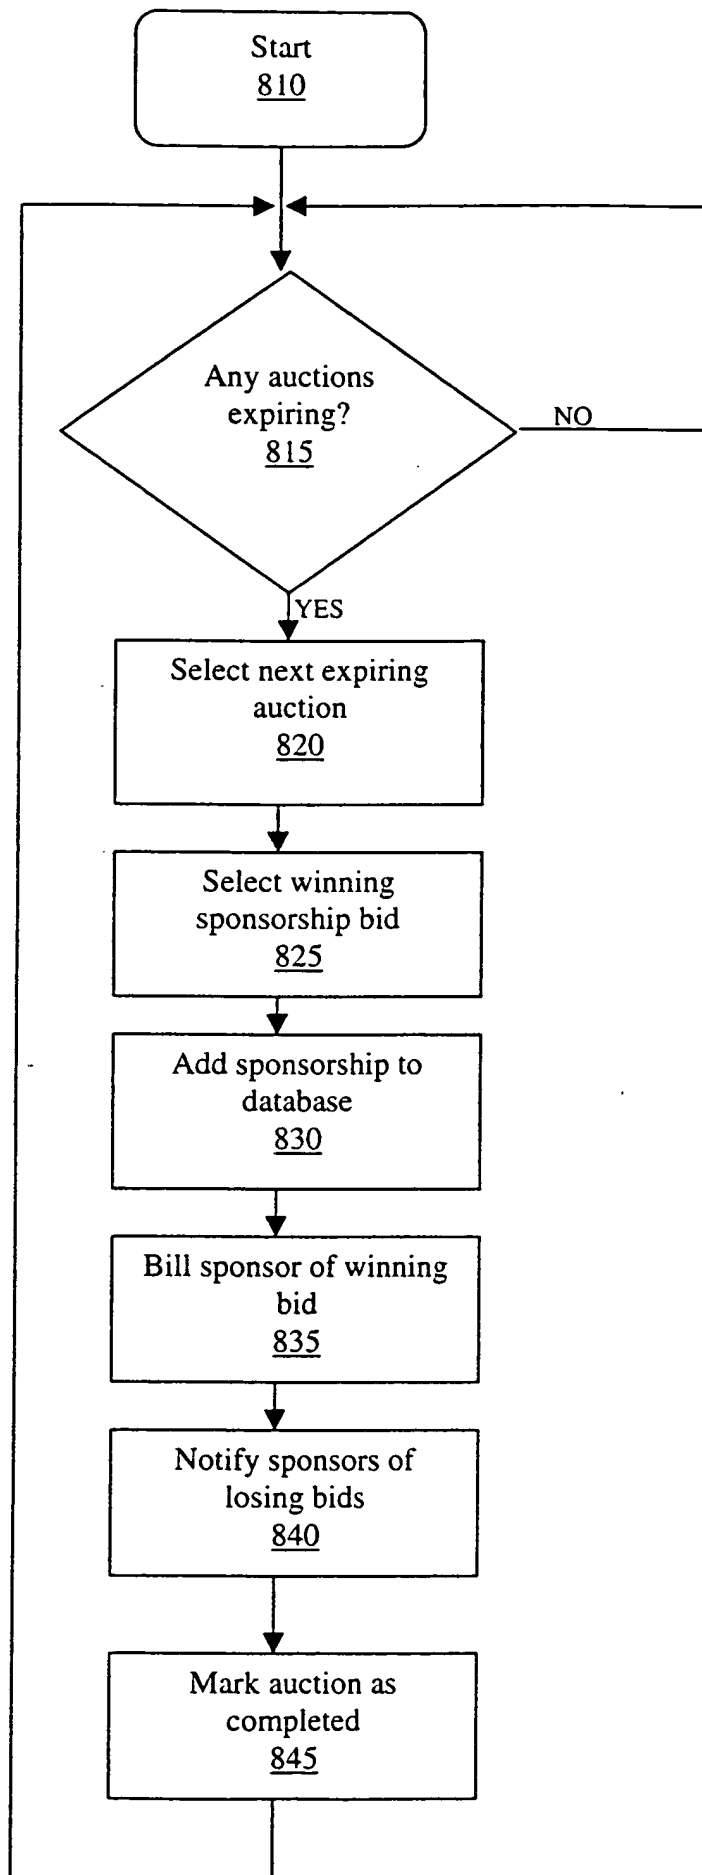 Start
810
Any auctions
expiring?
815
NO
YES
Select next expiring
auction
820
Select winning
sponsorship bid
825
Add sponsorship to
database
830
Bill sponsor of winning
bid
835
Notify sponsors of
losing bids
840
Mark auction as
completed
845